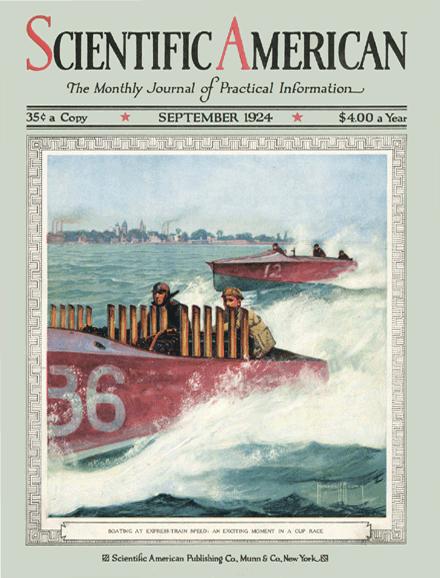 SCIENTIFIC AMERICAN
The Monthly Journal of Practical Information
35¢ a Copy ★ SEPTEMBER 1924 ★ $4.00 a Year
12
36
BOATING AT EXPRESS-TRAIN SPEED: AN EXCITING MOMENT IN A CUP RACE
Scientific American Publishing Co., Munn & Co., New York